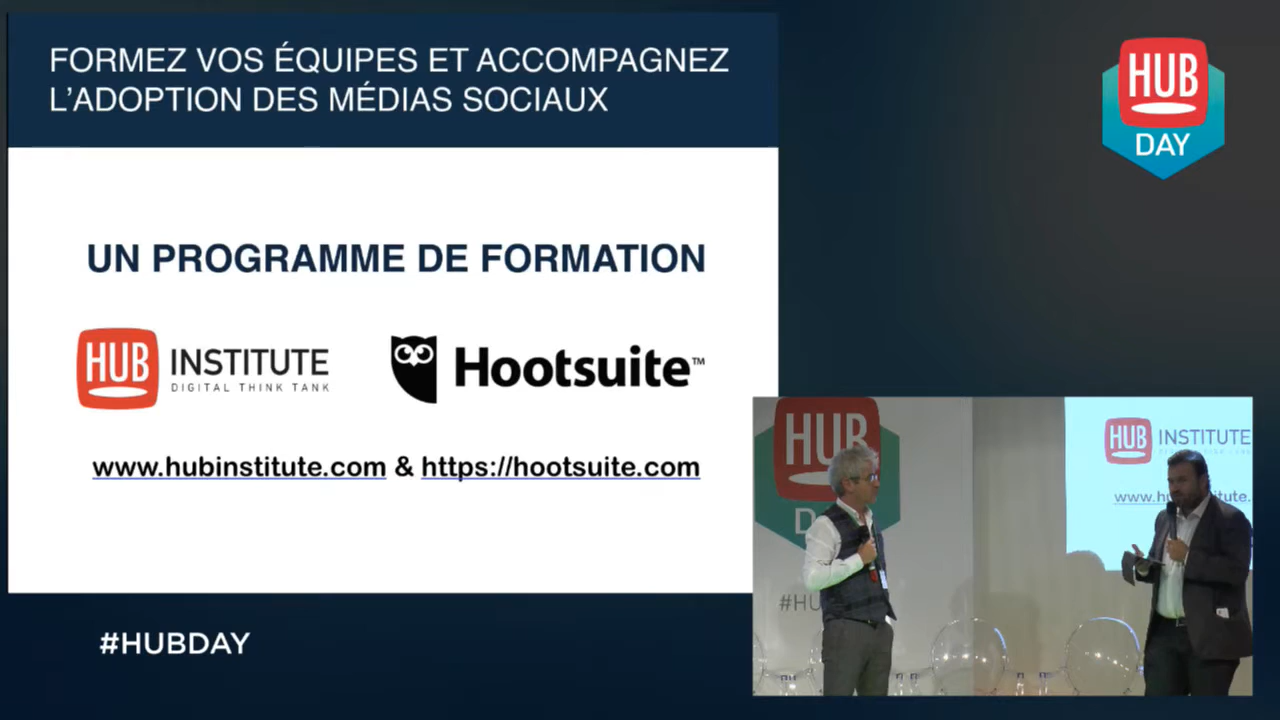 FORMEZ VOS ÉQUIPES ET ACCOMPAGNEZ
L'ADOPTION DES MÉDIAS SOCIAUX
HUB
DAY
UN PROGRAMME DE FORMATION
HUB INSTITUTE
DIGITAL THINK TANK
Hootsuite™
www.hubinstitute.com & https://hootsuite.com
HUB
HUB INSTITUTE
#HUBDAY